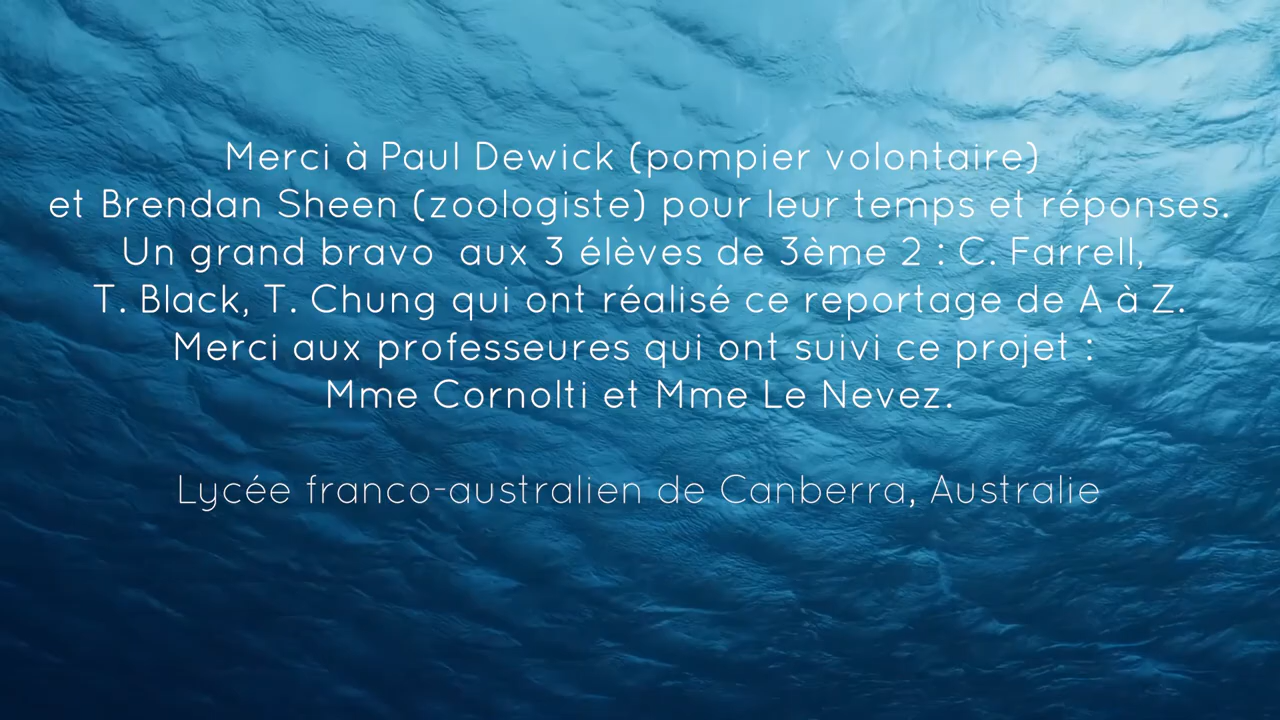 Merci à Paul Dewick (pompier volontaire)
et Brendan Sheen (zoologiste) pour leur temps et réponses.
Un grand bravo  aux 3 élèves de 3ème 2 : C. Farrell,
T. Black, T. Chung qui ont réalisé ce reportage de A à Z.
Merci aux professeures qui ont suivi ce projet :
Mme Cornolti et Mme Le Nevez.
Lycée franco-australien de Canberra, Australie